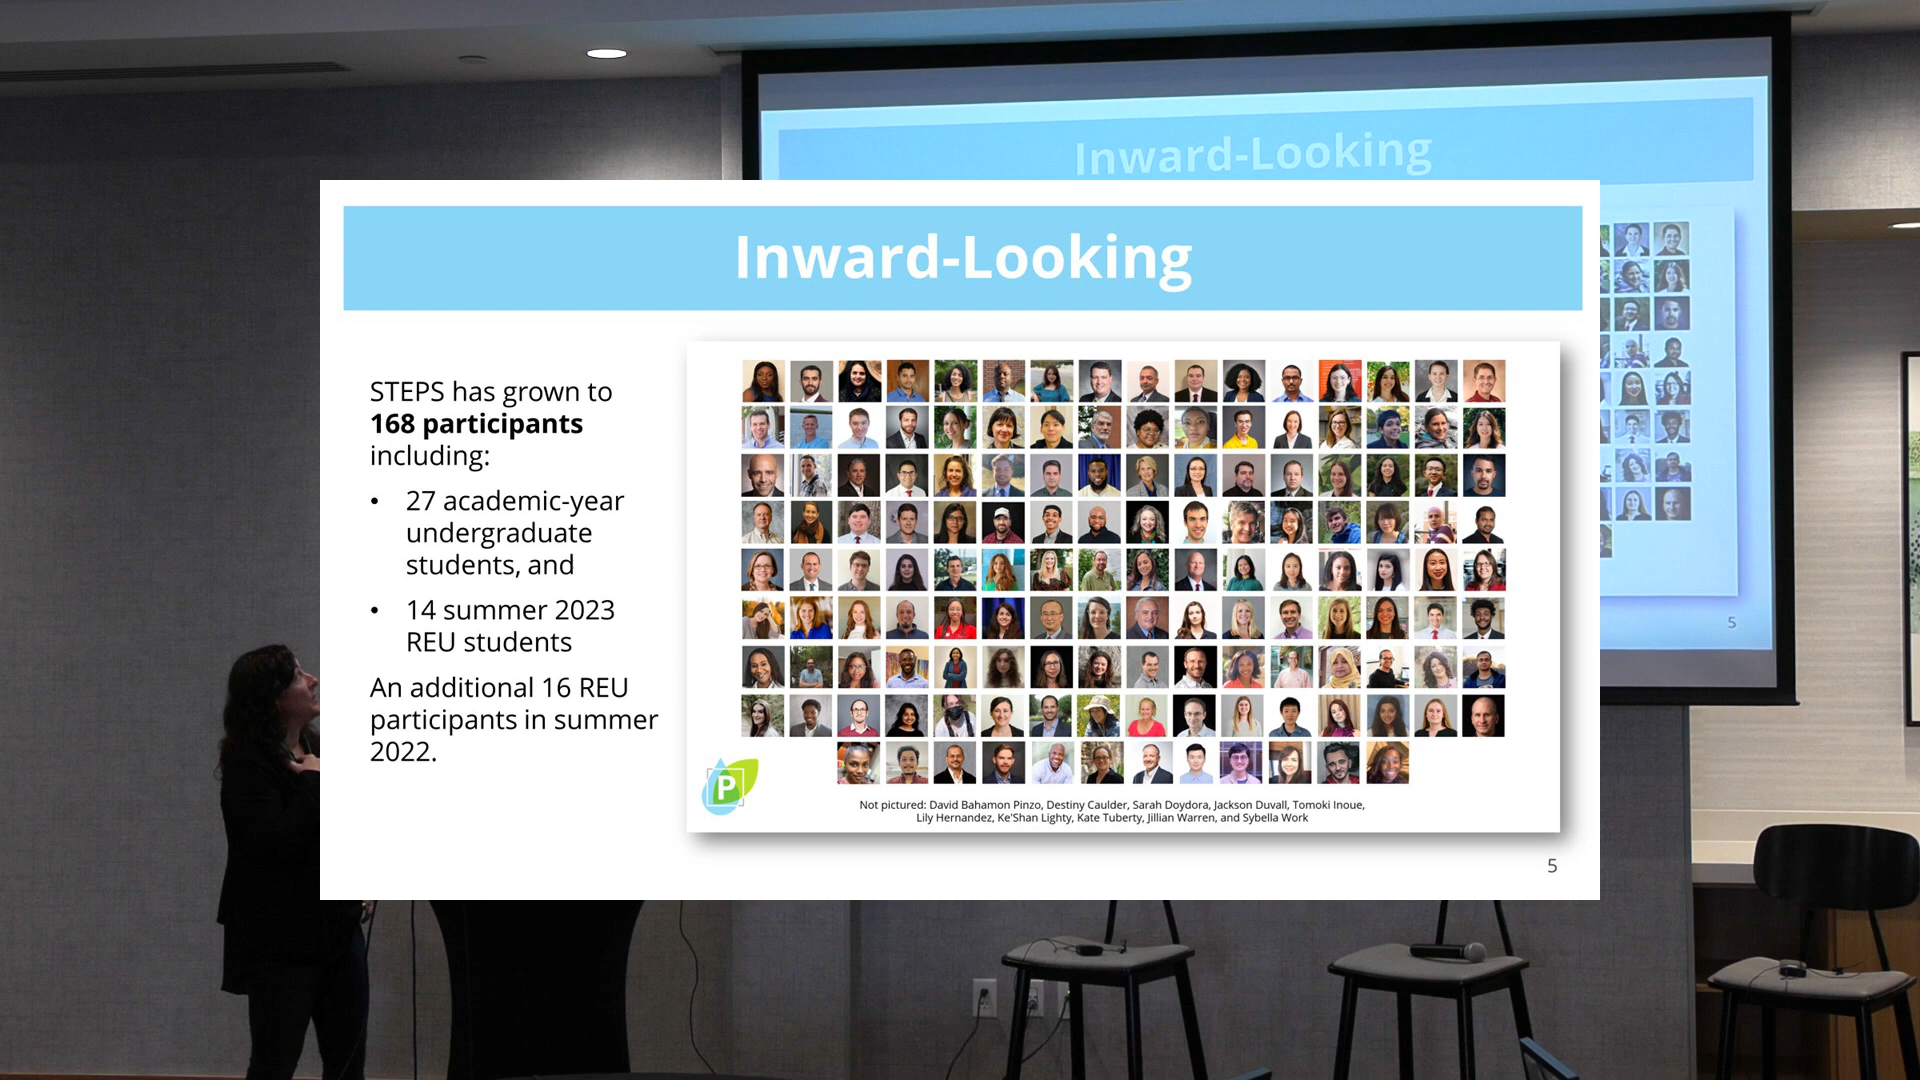 Inward-Looking
Inward-Looking
STEPS has grown to
168 participants
including:
• 27 academic-year
undergraduate
students, and
• 14 summer 2023
REU students
An additional 16 REU
participants in summer
2022.
P
Not pictured: David Bahamon Pinzo, Destiny Caulder, Sarah Doydora, Jackson Duvall, Tomoki Inoue,
Lily Hernandez, Ke'Shan Lighty, Kate Tuberty, Jillian Warren, and Sybella Work
5
5